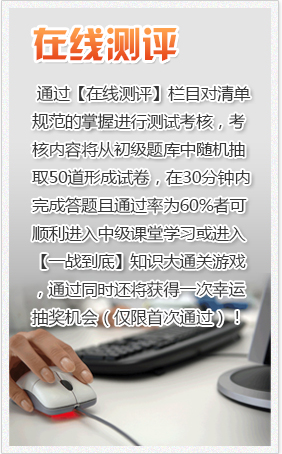 在线测评
通过【在线测评】栏目对清单
规范的掌握进行测试考核，考
核内容将从初级题库中随机抽
取50道形成试卷，在30分钟内
完成答题且通过率为60%者可
顺利进入中级课堂学习或进入
【一战到底】知识大通关游戏
，通过同时还将获得一次幸运
抽奖机会（仅限首次通过）！